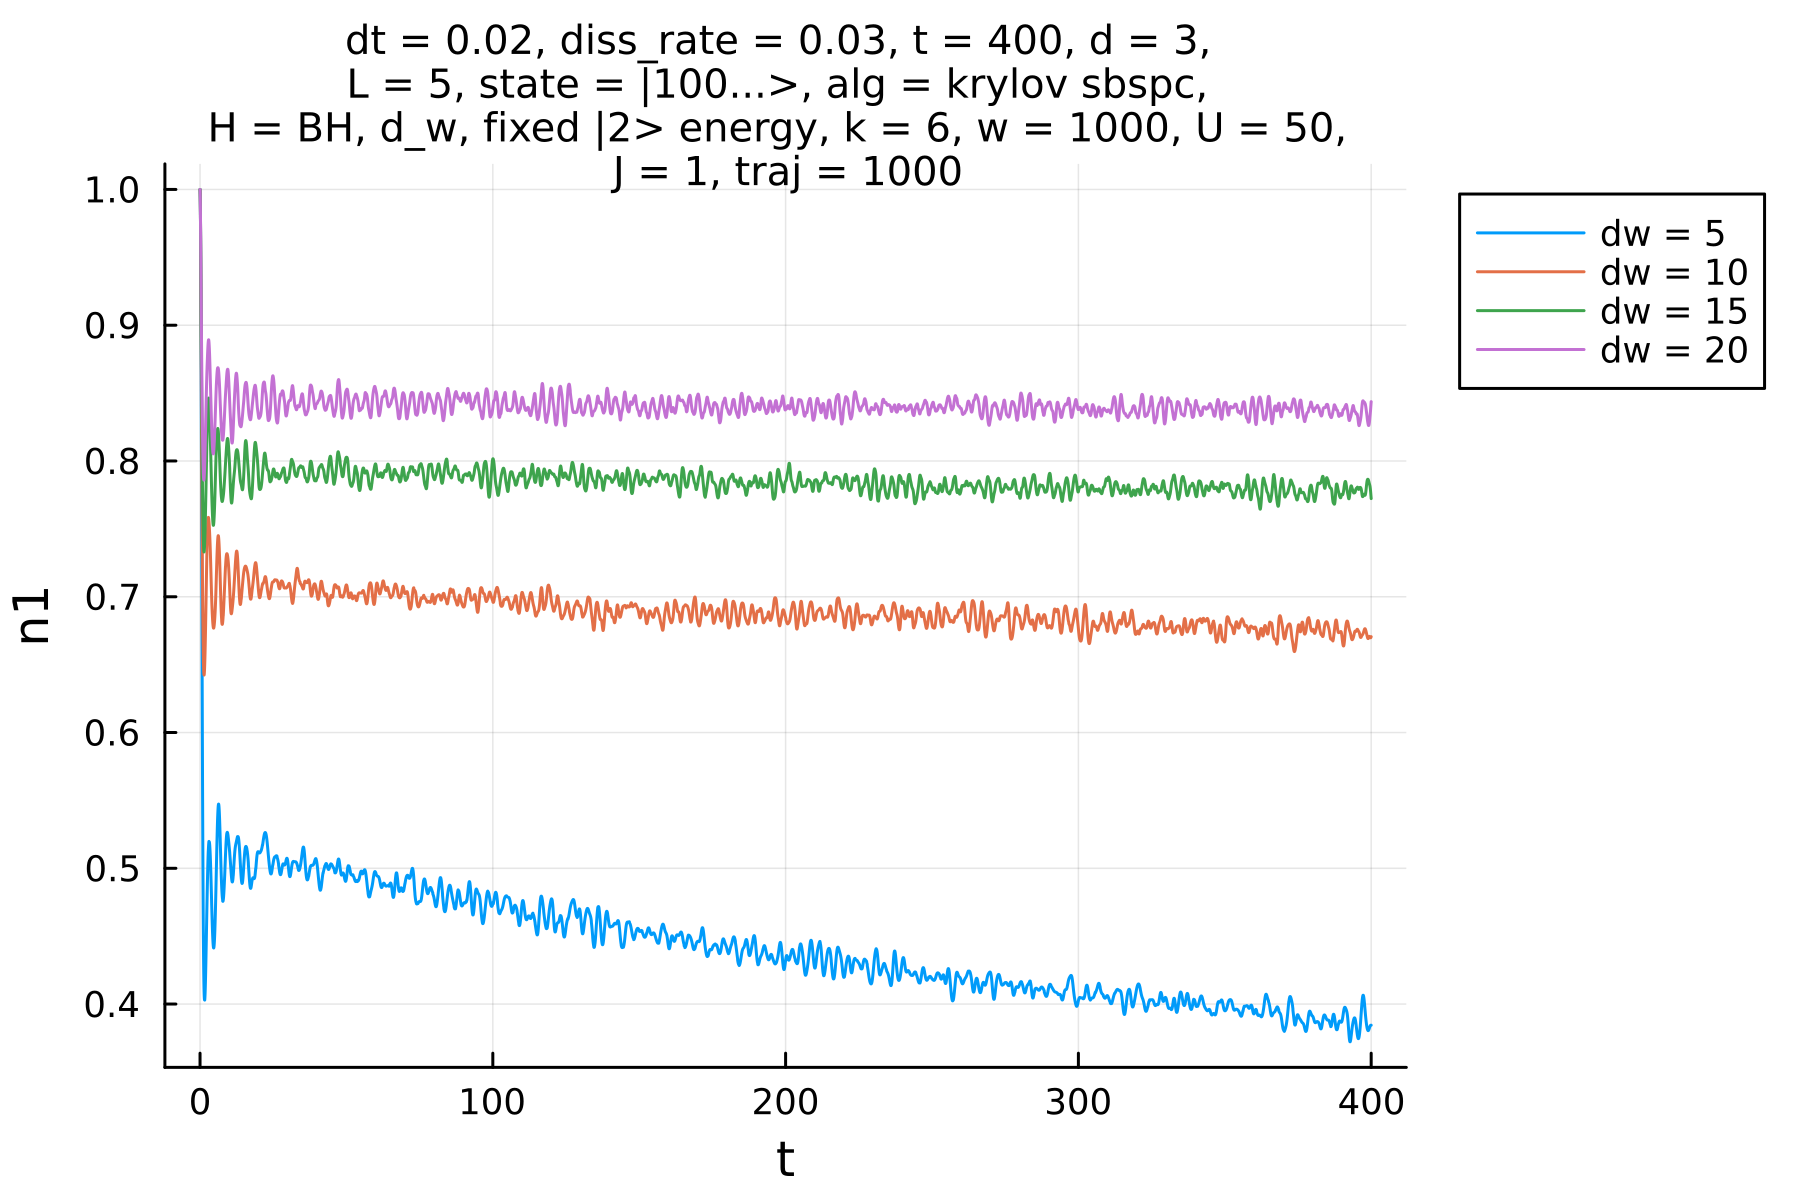 dt = 0.02, diss_rate = 0.03, t = 400, d = 3,
L = 5, state = |100...>, alg = krylov sbspc,
H = BH, d_w, fixed |2> energy, k = 6, w = 1000, U = 50,
J = 1, traj = 1000
1.0
0.9
0.8
0.7
0.6
0.5
0.4
n1
0
100
200
300
400
t
dw = 5
dw = 10
dw = 15
dw = 20